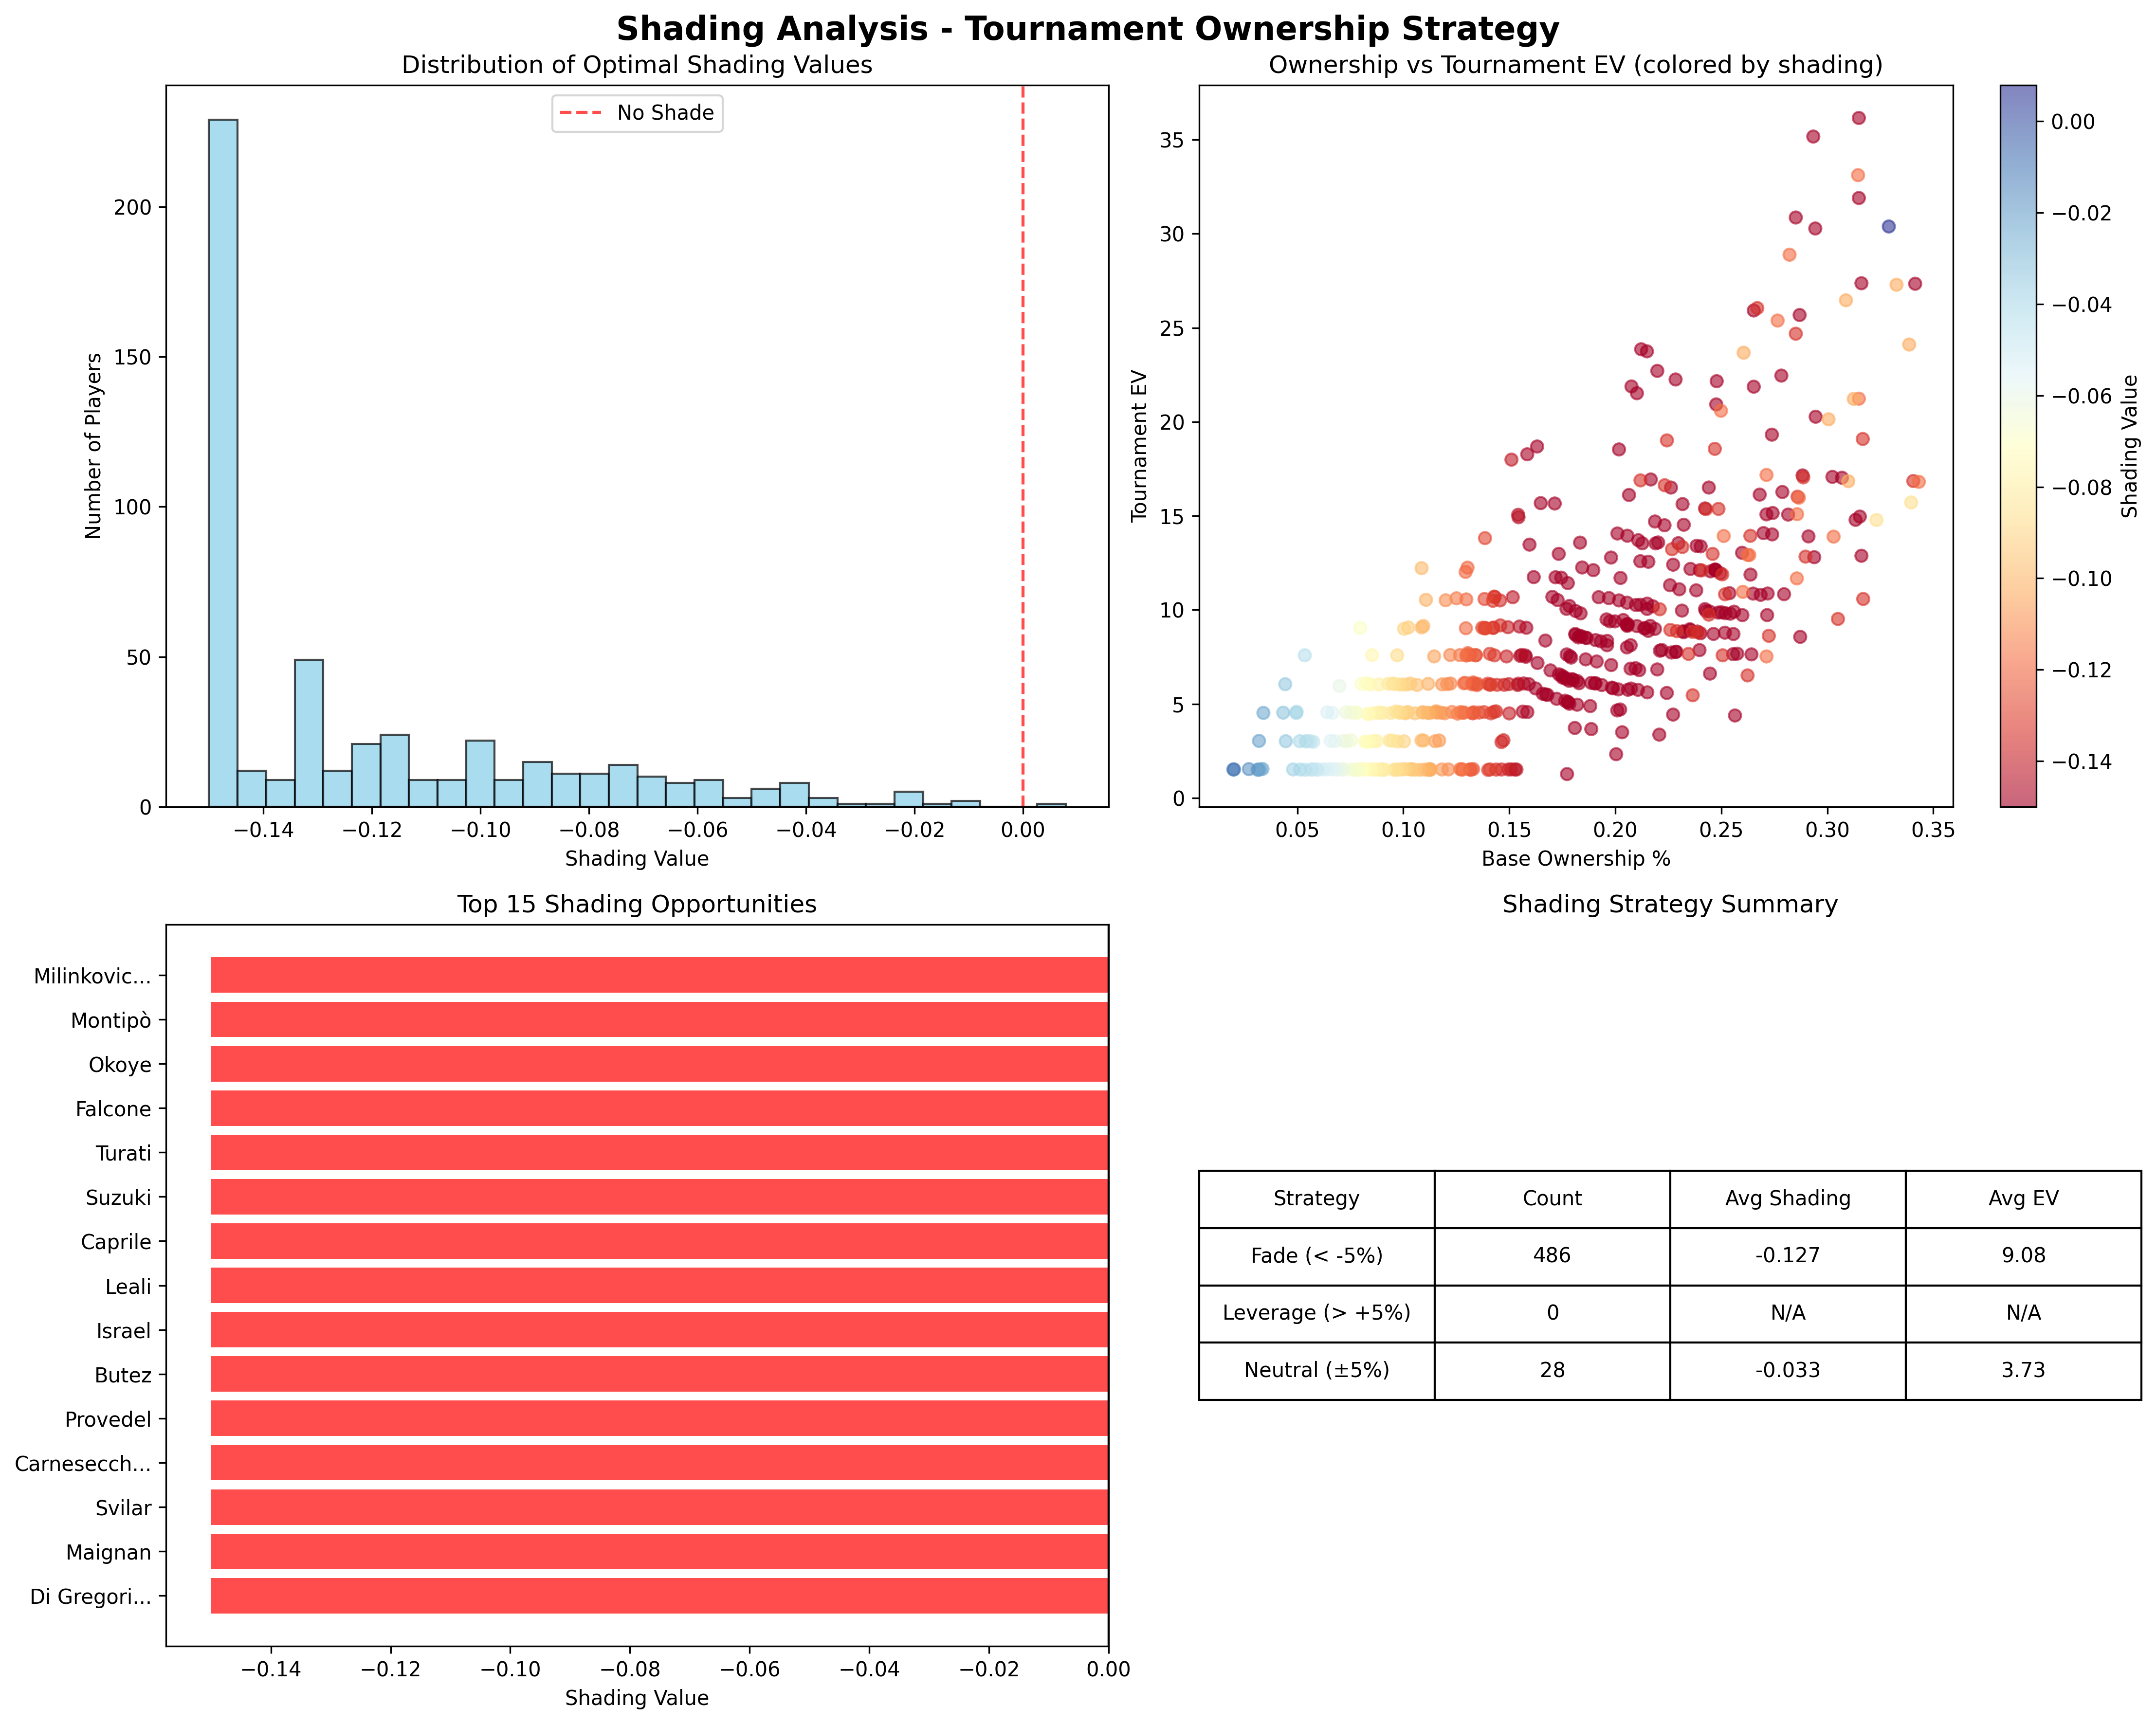 Shading Analysis - Tournament Ownership Strategy
Distribution of Optimal Shading Values
No Shade
Number of Players
200
150
100
50
0
−0.14 −0.12 −0.10 −0.08 −0.06 −0.04 −0.02 0.00
Shading Value
Ownership vs Tournament EV (colored by shading)
Tournament EV
35
30
25
20
15
10
5
0
0.05 0.10 0.15 0.20 0.25 0.30 0.35
Base Ownership %
0.00
−0.02
−0.04
−0.06
−0.08
−0.10
−0.12
−0.14
Shading Value
Top 15 Shading Opportunities
Milinkovic...
Montipò
Okoye
Falcone
Turati
Suzuki
Caprile
Leali
Israel
Butez
Provedel
Carnesecch...
Svilar
Maignan
Di Gregori...
−0.14 −0.12 −0.10 −0.08 −0.06 −0.04 −0.02 0.00
Shading Value
Shading Strategy Summary
Strategy Count Avg Shading Avg EV
Fade (< -5%) 486 -0.127 9.08
Leverage (> +5%) 0 N/A N/A
Neutral (±5%) 28 -0.033 3.73